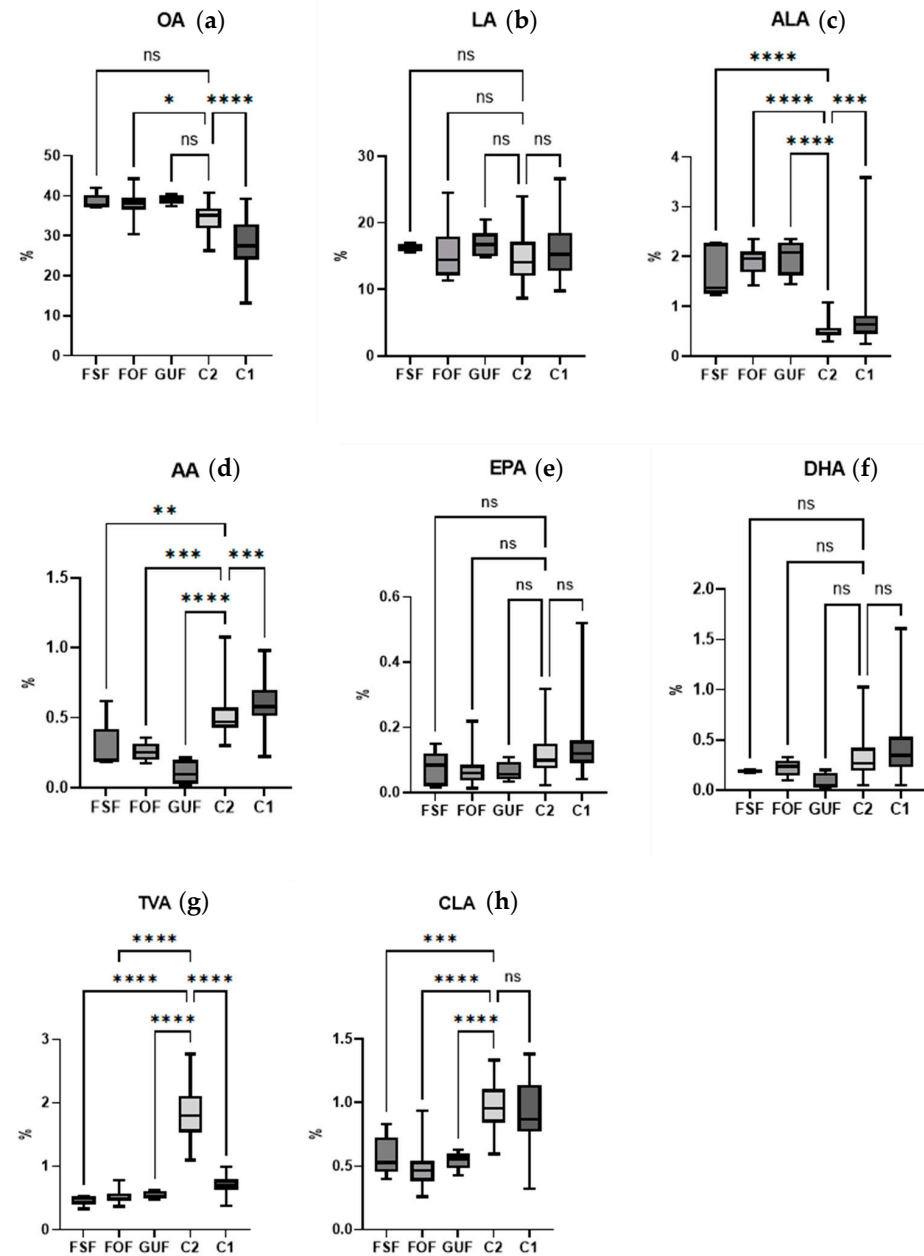 OA (a)
ns
* ****
ns
50
40
30
20
10
0
%
FSF FOF GUF C2 C1
LA (b)
ns
ns
ns ns
30
20
10
0
%
FSF FOF GUF C2 C1
ALA (c)
****
**** ***
****
4
3
2
1
0
%
FSF FOF GUF C2 C1
AA (d)
**
*** ***
****
1.5
1.0
0.5
0.0
%
FSF FOF GUF C2 C1
EPA (e)
ns
ns
ns ns
0.6
0.4
0.2
0.0
%
FSF FOF GUF C2 C1
DHA (f)
ns
ns
ns ns
2.0
1.5
1.0
0.5
0.0
%
FSF FOF GUF C2 C1
TVA (g)
****
**** ****
****
3
2
1
0
%
FSF FOF GUF C2 C1
CLA (h)
***
**** ns
****
1.5
1.0
0.5
0.0
%
FSF FOF GUF C2 C1